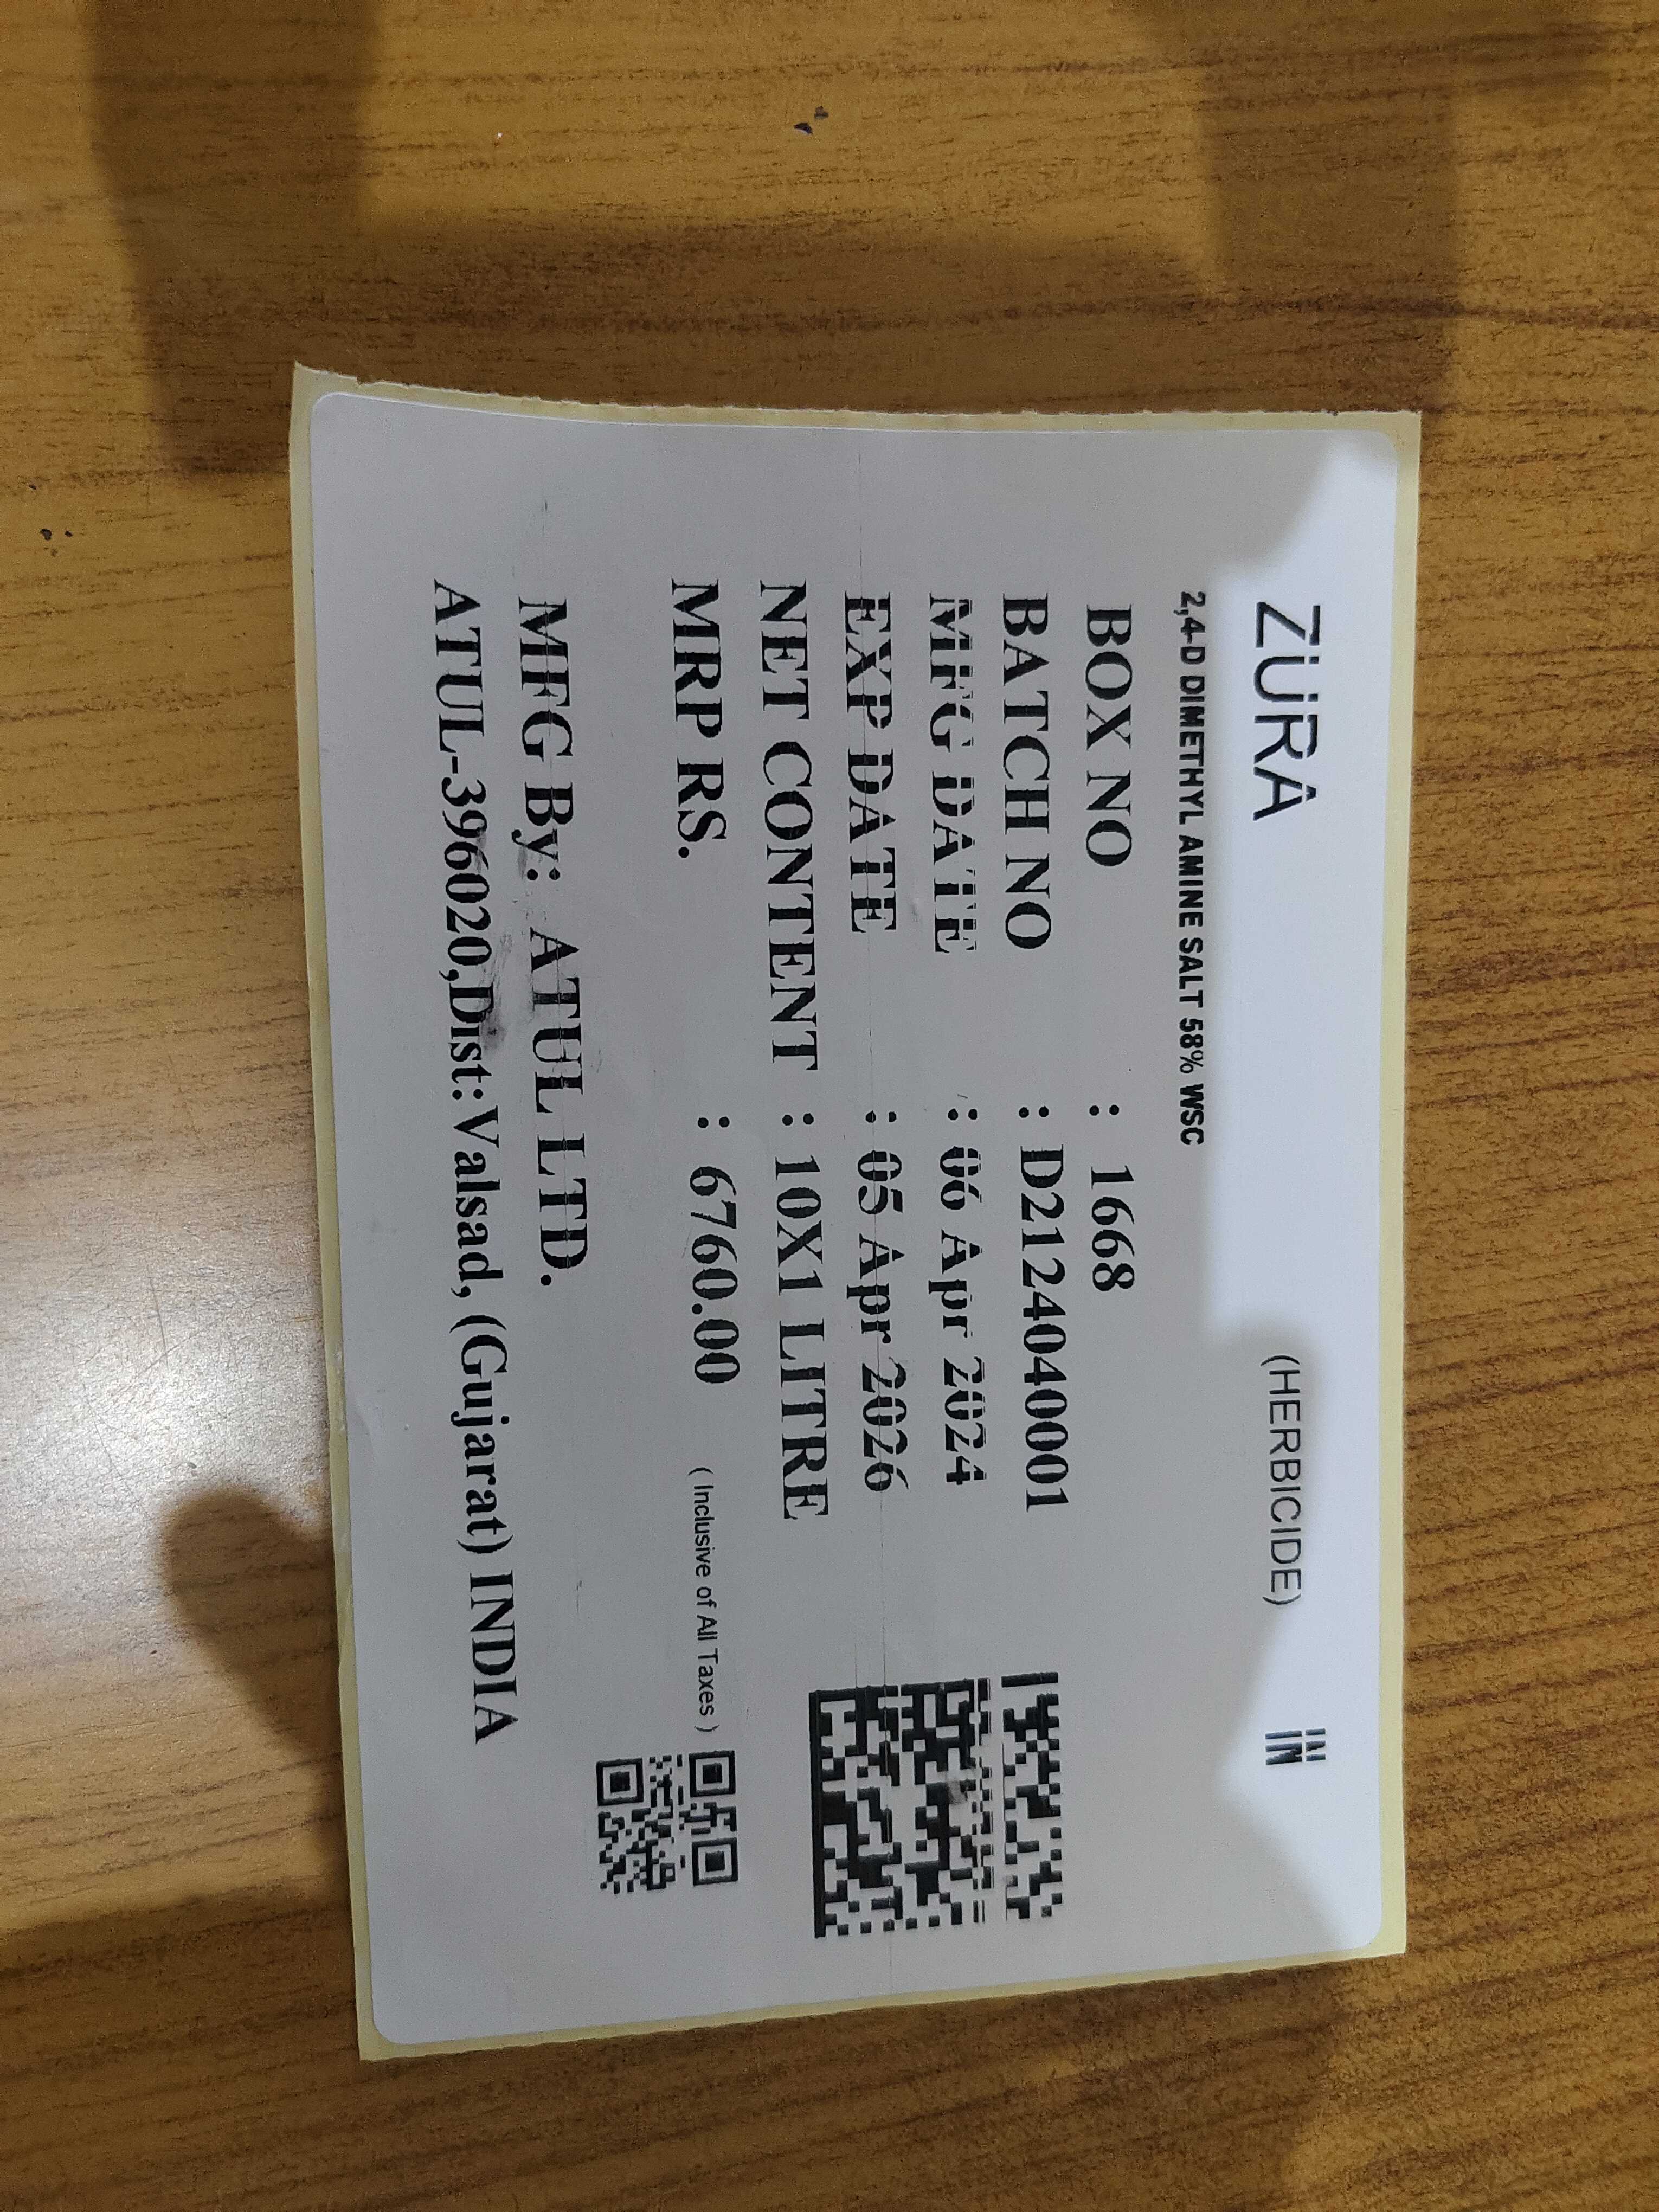 ZÜRA (HERBICIDE) IN
2,4-D DIMETHYL AMINE SALT 58% WSC
BOX NO : 1668
BATCH NO : D2124040001
MFG DATE : 06 Apr 2024
EXP DATE : 05 Apr 2026
NET CONTENT : 10X1 LITRE
MRP RS. : 6760.00 ( Inclusive of All Taxes )
MFG By: ATUL LTD.
ATUL-396020,Dist:Valsad, (Gujarat) INDIA